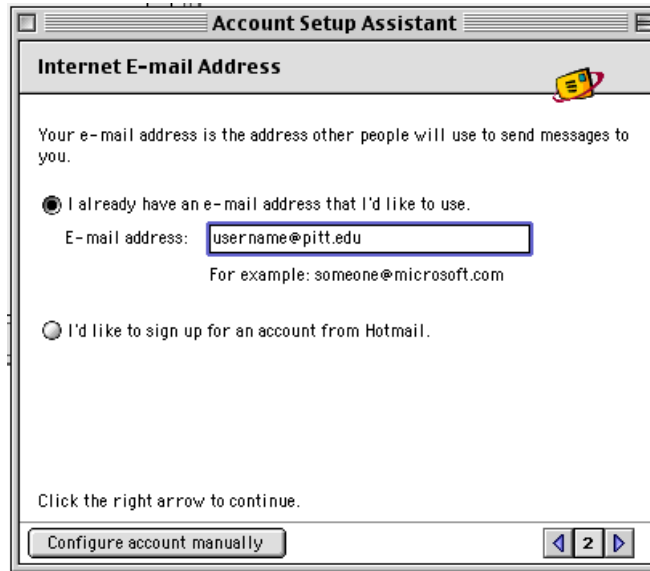 Account Setup Assistant
Internet E-mail Address
Your e-mail address is the address other people will use to send messages to
you.
I already have an e-mail address that I'd like to use.
E-mail address: username@pitt.edu
For example: someone@microsoft.com
I'd like to sign up for an account from Hotmail.
Click the right arrow to continue.
Configure account manually 2